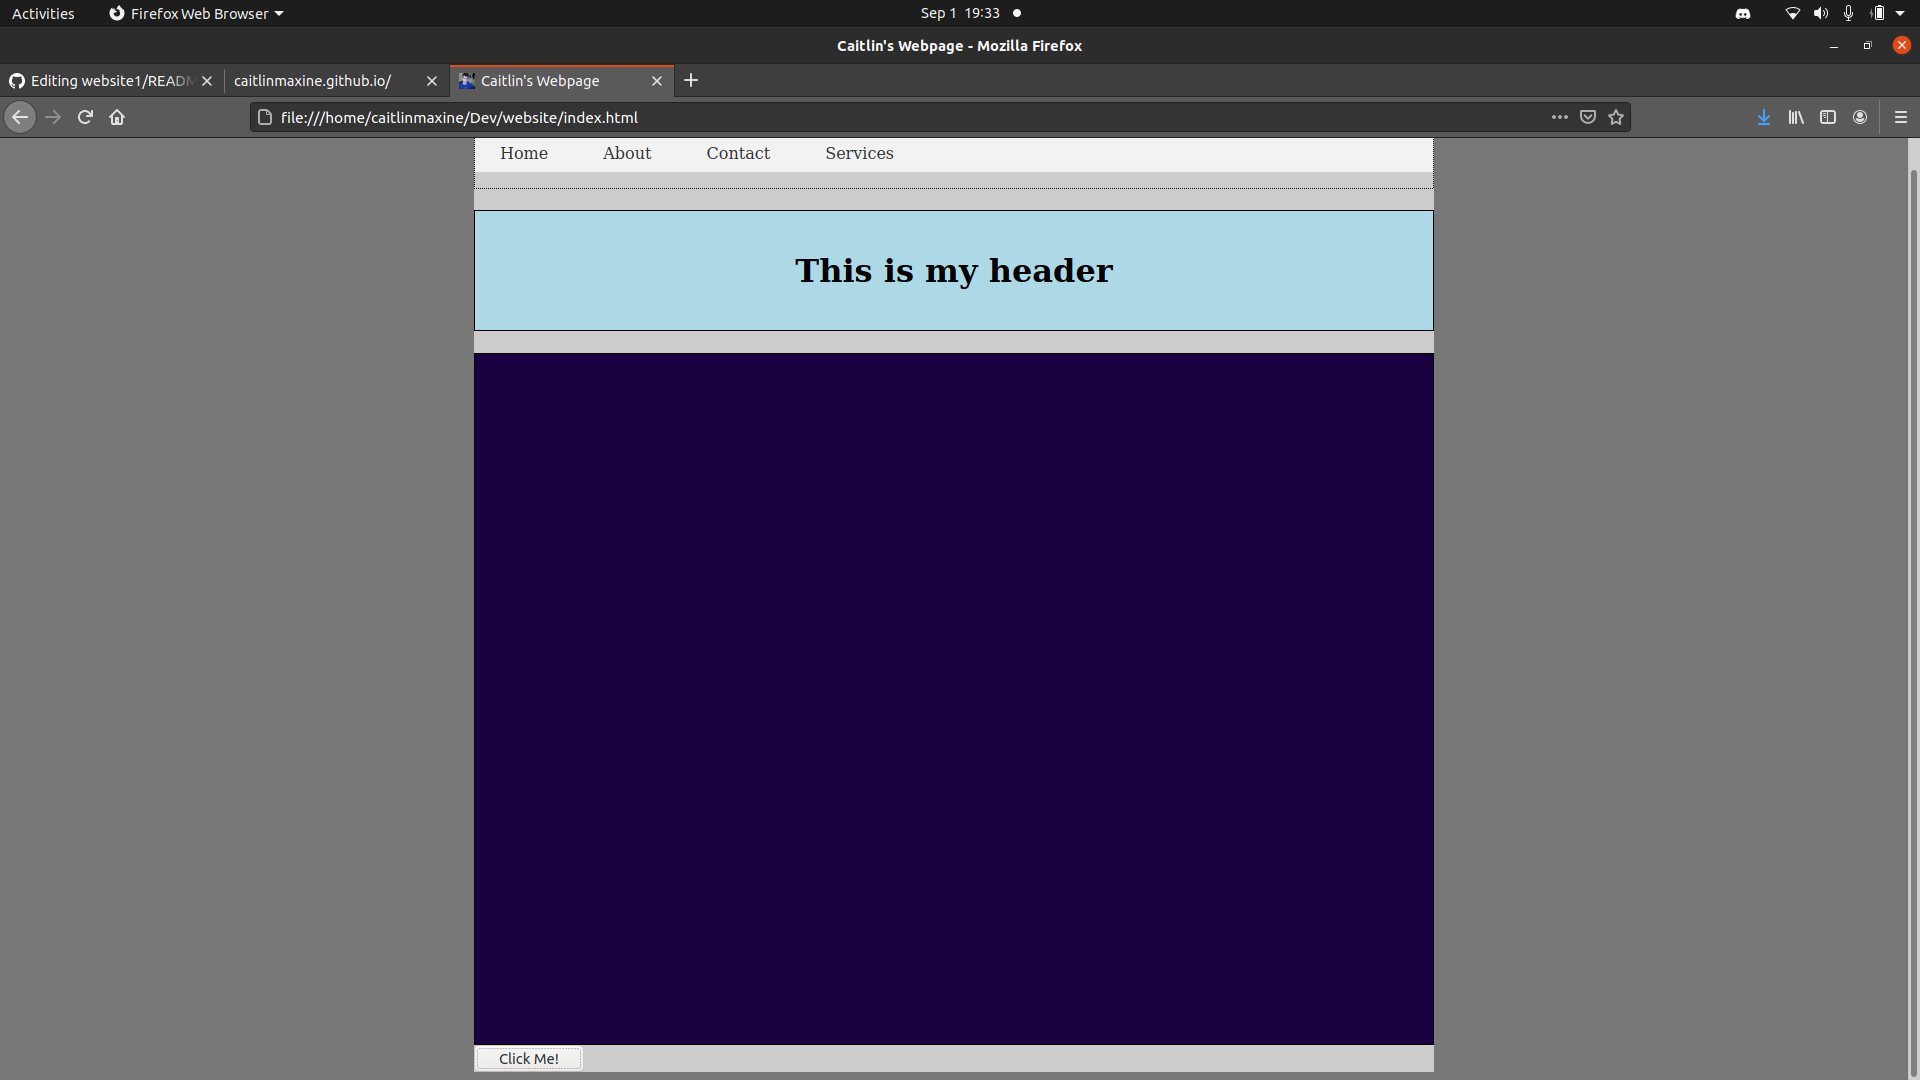 Activities Firefox Web Browser Sep 1 19:33
Caitlin's Webpage - Mozilla Firefox
Editing website1/READM caitlinmaxine.github.io/ Caitlin's Webpage
file:///home/caitlinmaxine/Dev/website/index.html
Home About Contact Services
This is my header
Click Me!